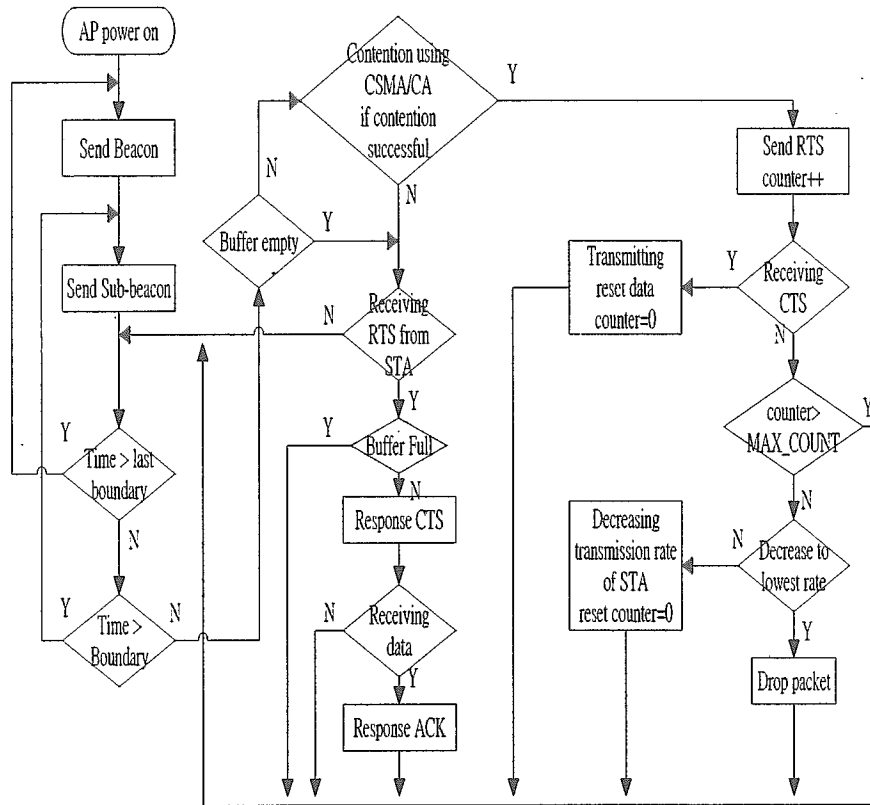 AP power on
Send Beacon
Send Sub-beacon
Y
Time > last
boundary
N
Y
Time >
Boundary
N
N
Buffer empty
Y
Contention using
CSMA/CA
if contention
successful
Y
N
N
Receiving
RTS from
STA
Y
Y
Buffer Full
N
Response CTS
N
Receiving
data
Y
Response ACK
Send RTS
counter++
Y
Receiving
CTS
N
Transmitting
reset data
counter=0
counter>
MAX_COUNT
Y
N
N
Decrease to
lowest rate
Y
Decreasing
transmission rate
of STA
reset counter=0
Drop packet